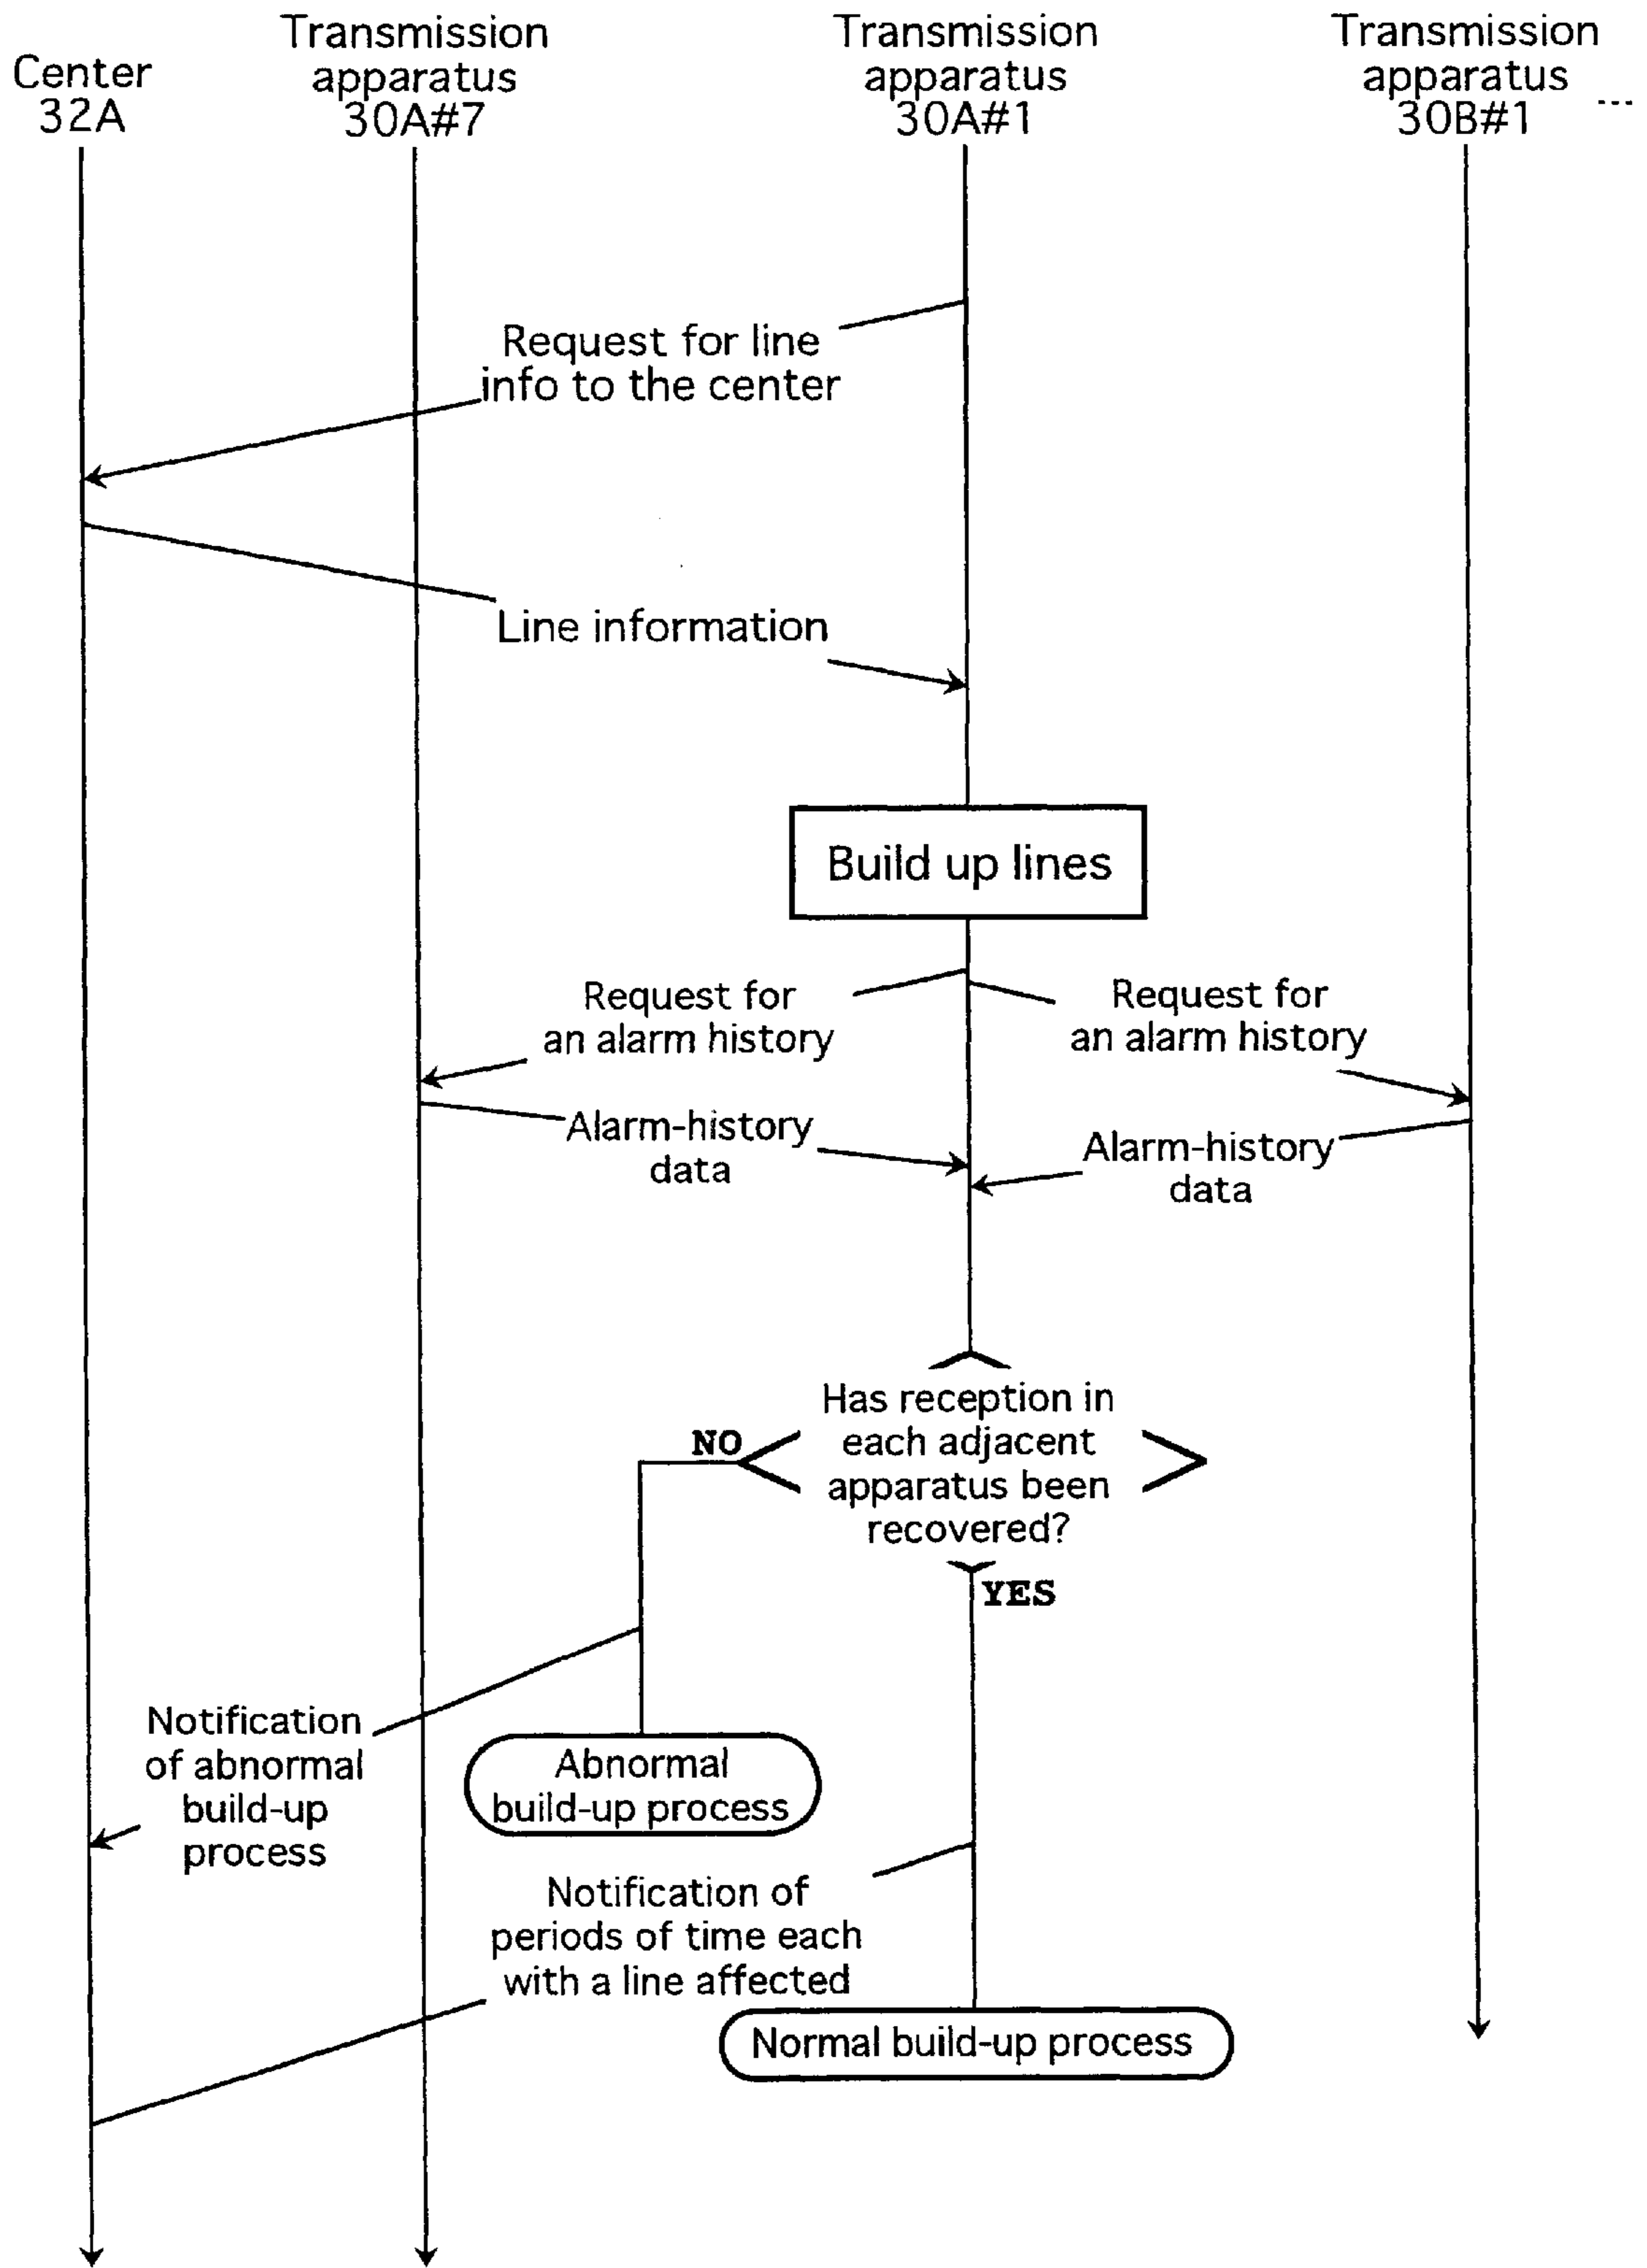 Center
32A
Transmission
apparatus
30A#7
Transmission
apparatus
30A#1
Transmission
apparatus
30B#1
...
Request for line
info to the center
Line information
Build up lines
Request for
an alarm history
Request for
an alarm history
Alarm-history
data
Alarm-history
data
Has reception in
each adjacent
apparatus been
recovered?
NO
YES
Notification
of abnormal
build-up
process
Abnormal
build-up process
Notification of
periods of time each
with a line affected
Normal build-up process